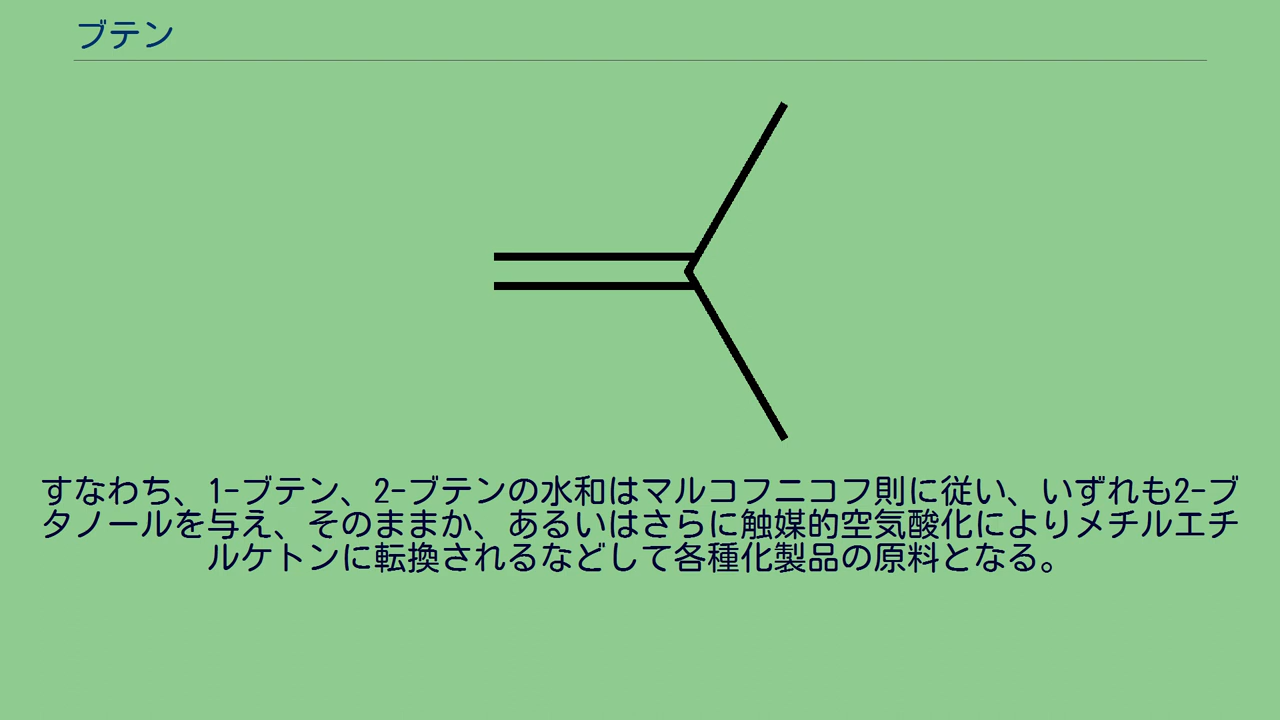 ブテン
すなわち、1-ブテン、2-ブテンの水和はマルコフニコフ則に従い、いずれも2-ブ
タノールを与え、そのままか、あるいはさらに触媒的空気酸化によりメチルエチ
ルケトンに転換されるなどして各種化製品の原料となる。